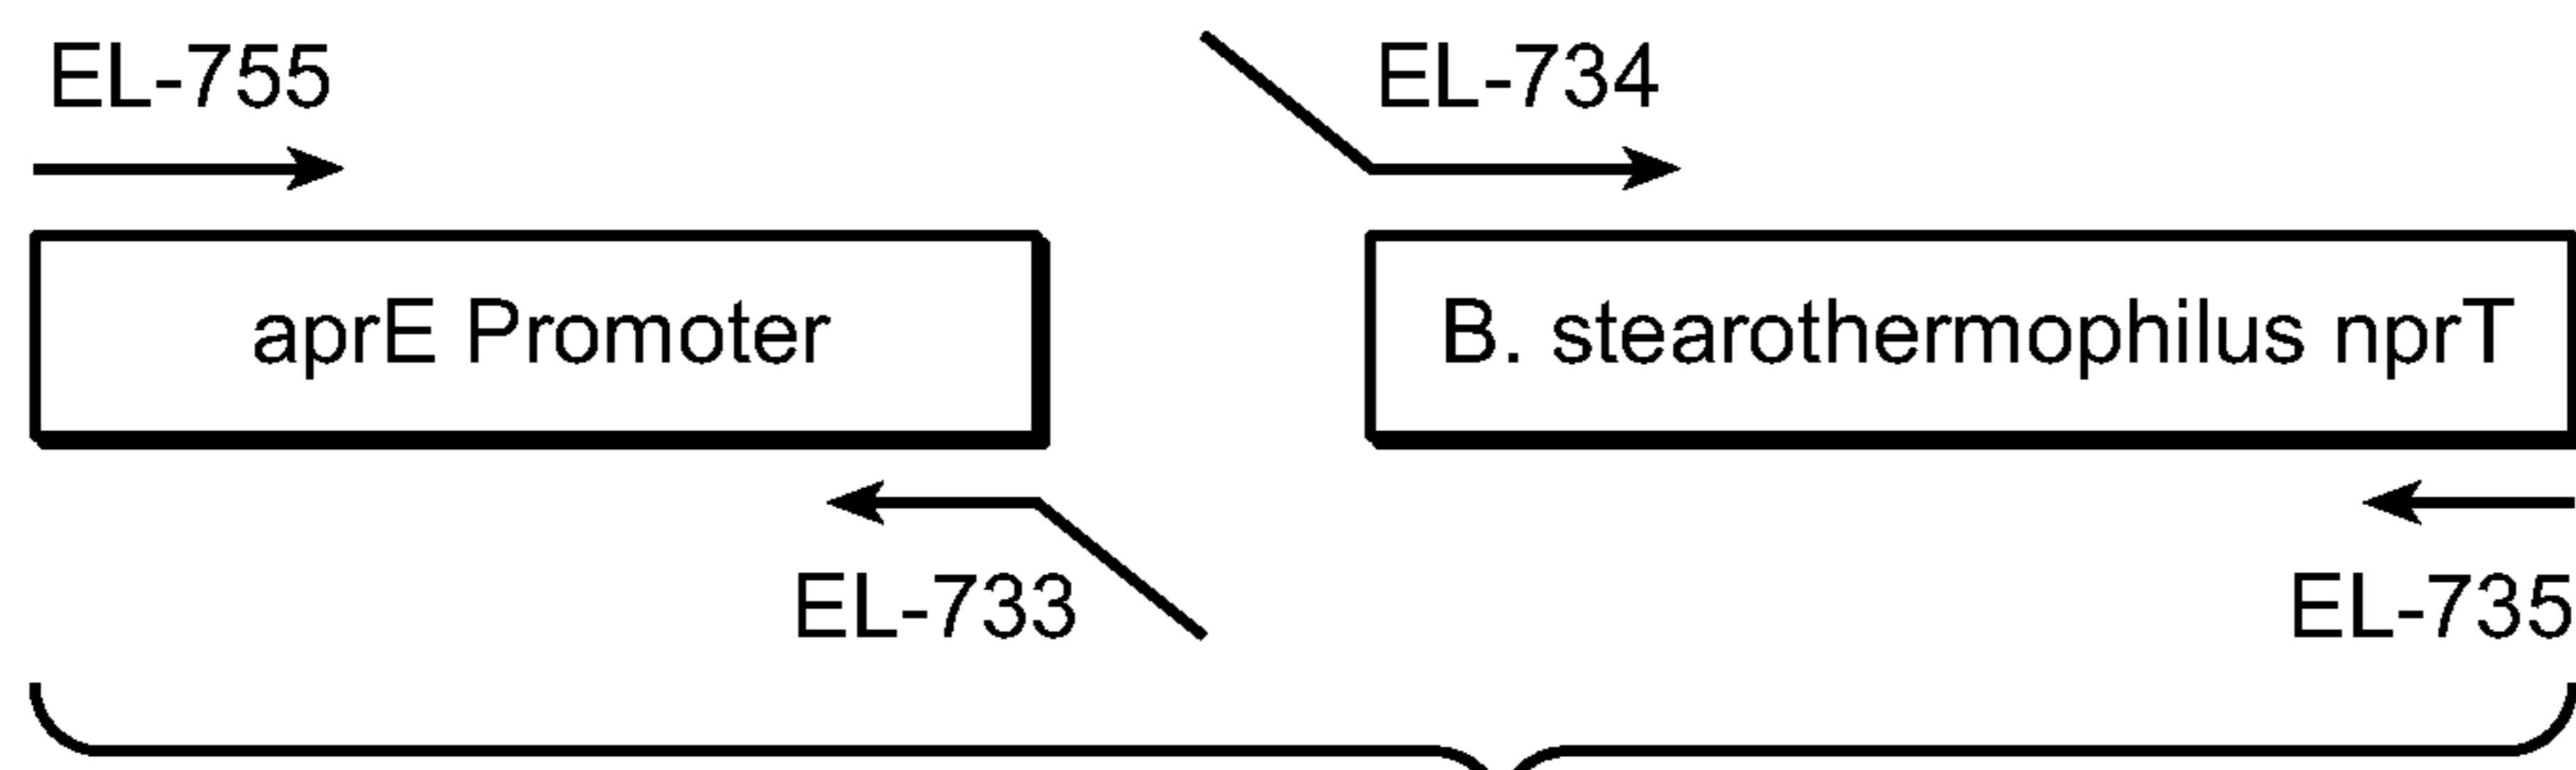 EL-755
EL-734
aprE Promoter
B. stearothermophilus nprT
EL-733
EL-735